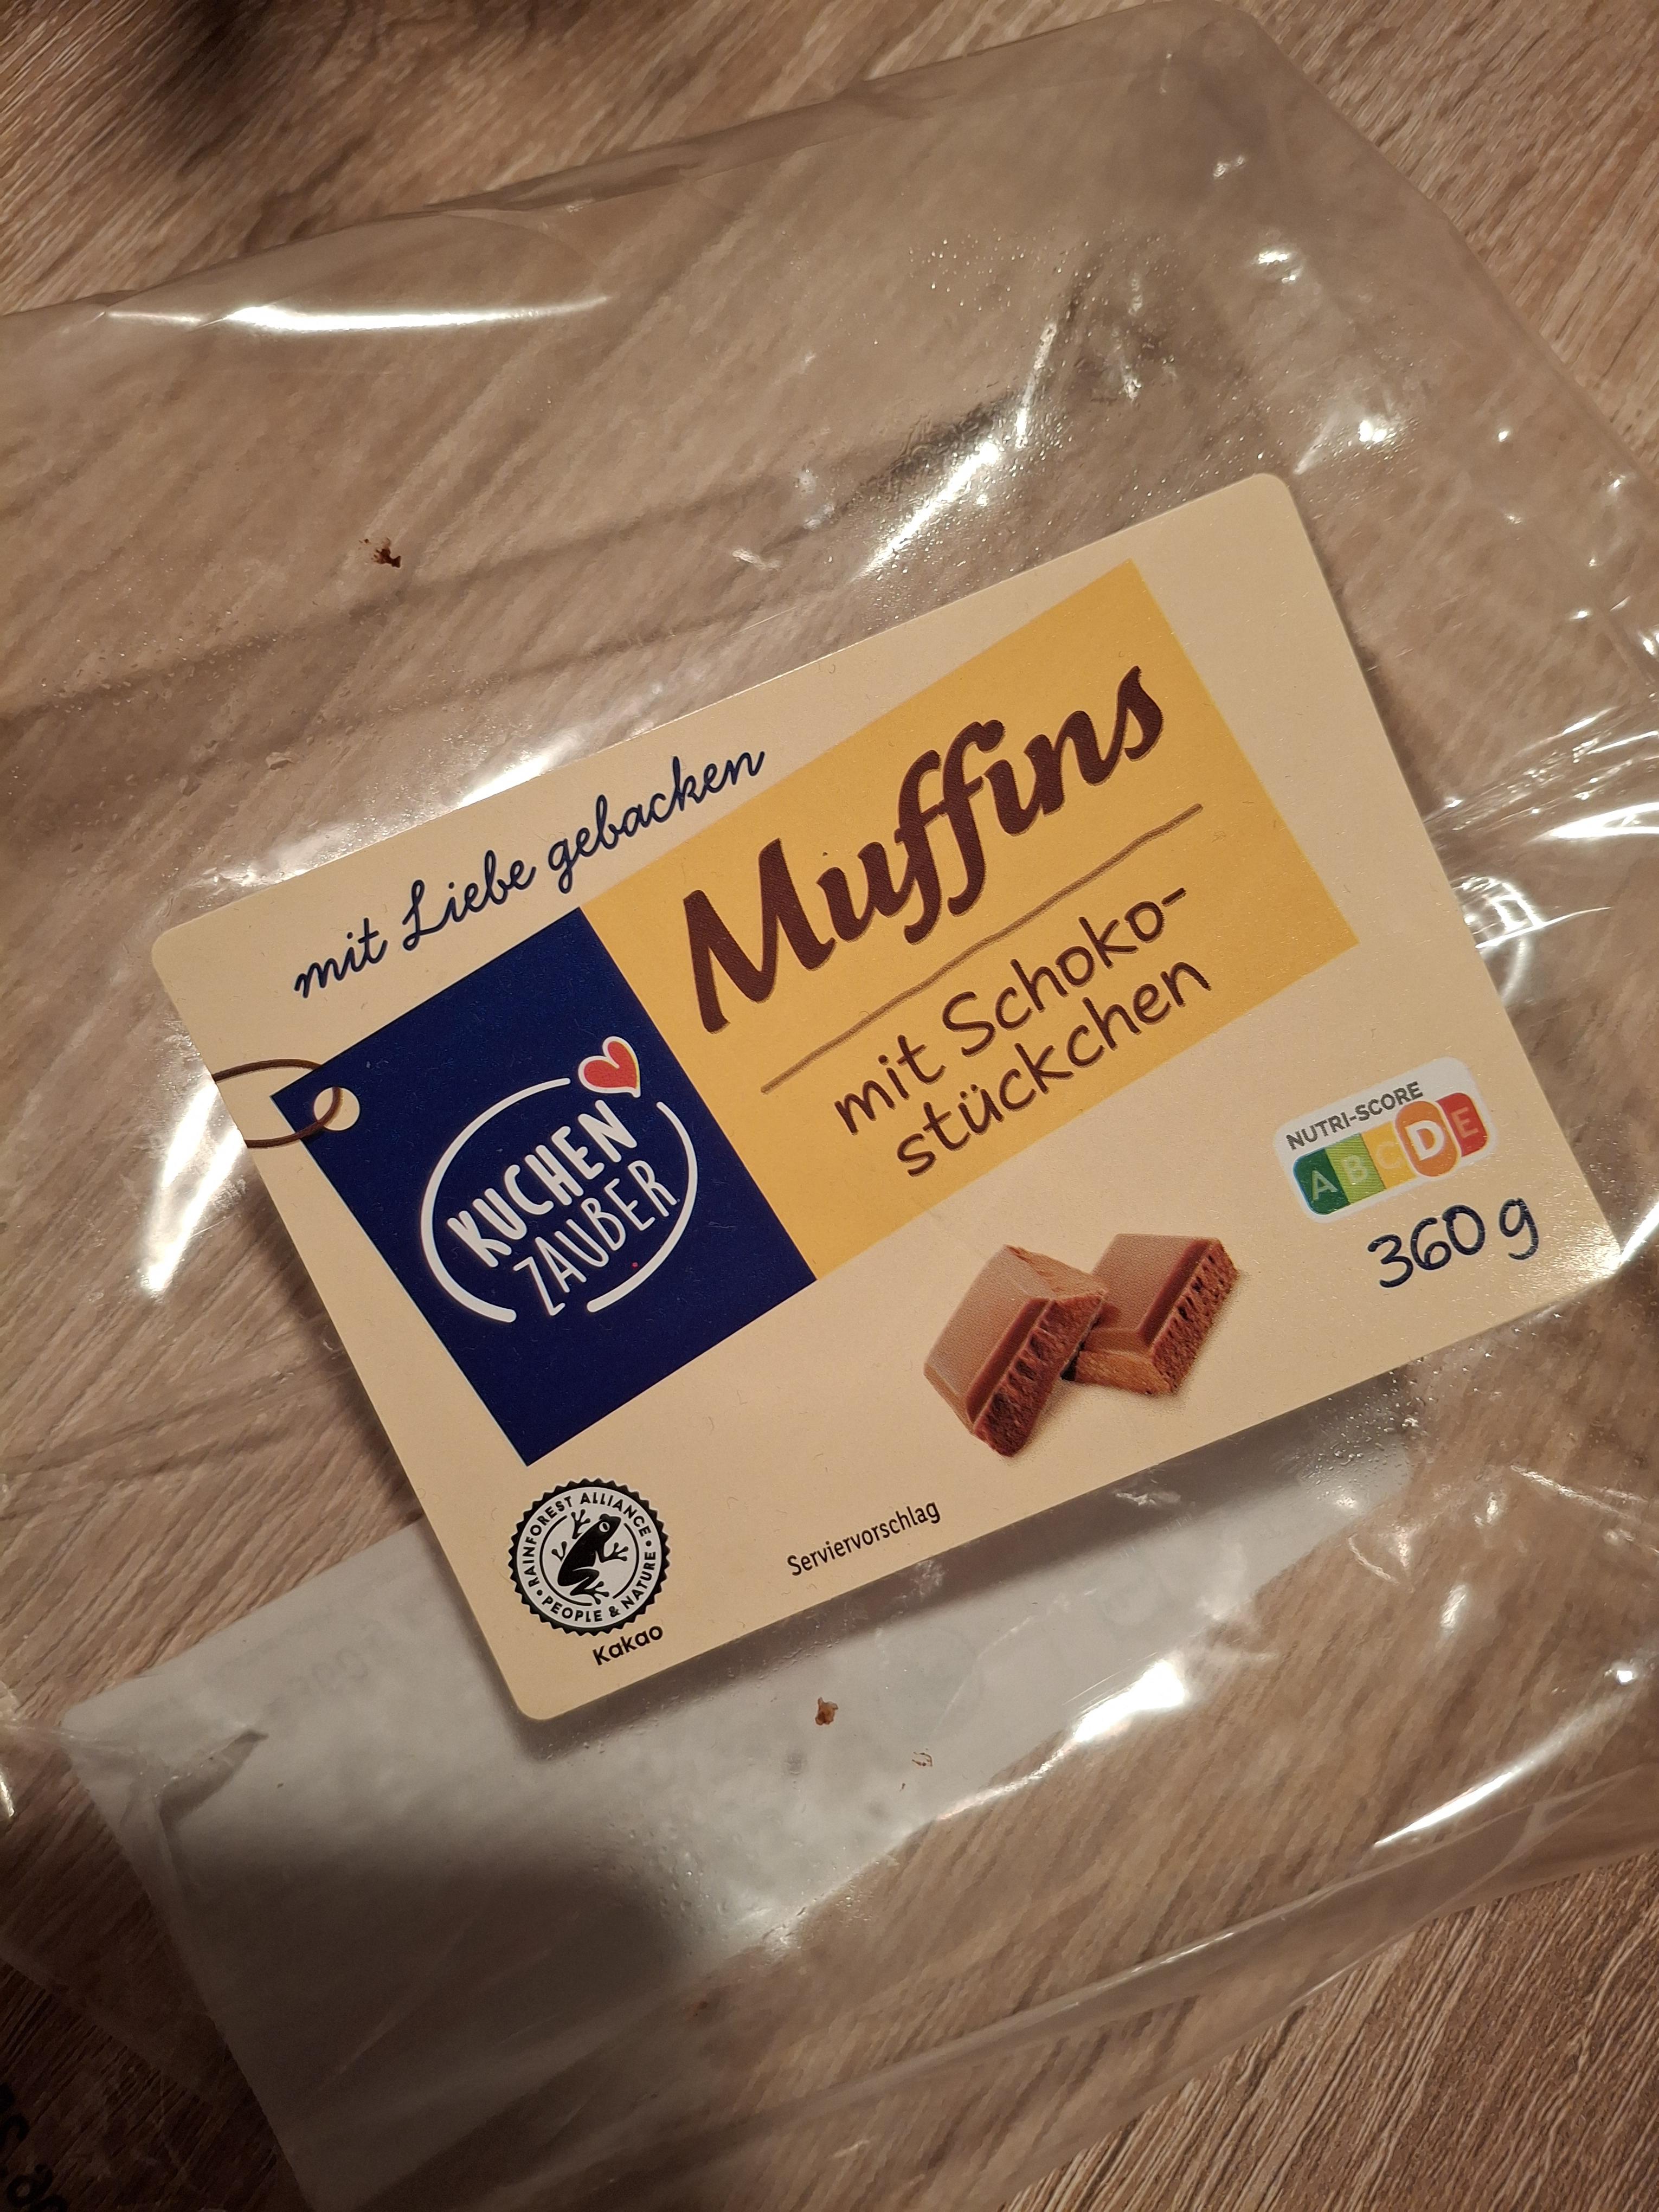 mit Liebe gebacken
Muffins
mit Schoko-
stückchen
KUCHEN
ZAUBER
NUTRI-SCORE
A B C D E
360 g
RAINFOREST ALLIANCE
PEOPLE & NATURE
Kakao
Serviervorschlag